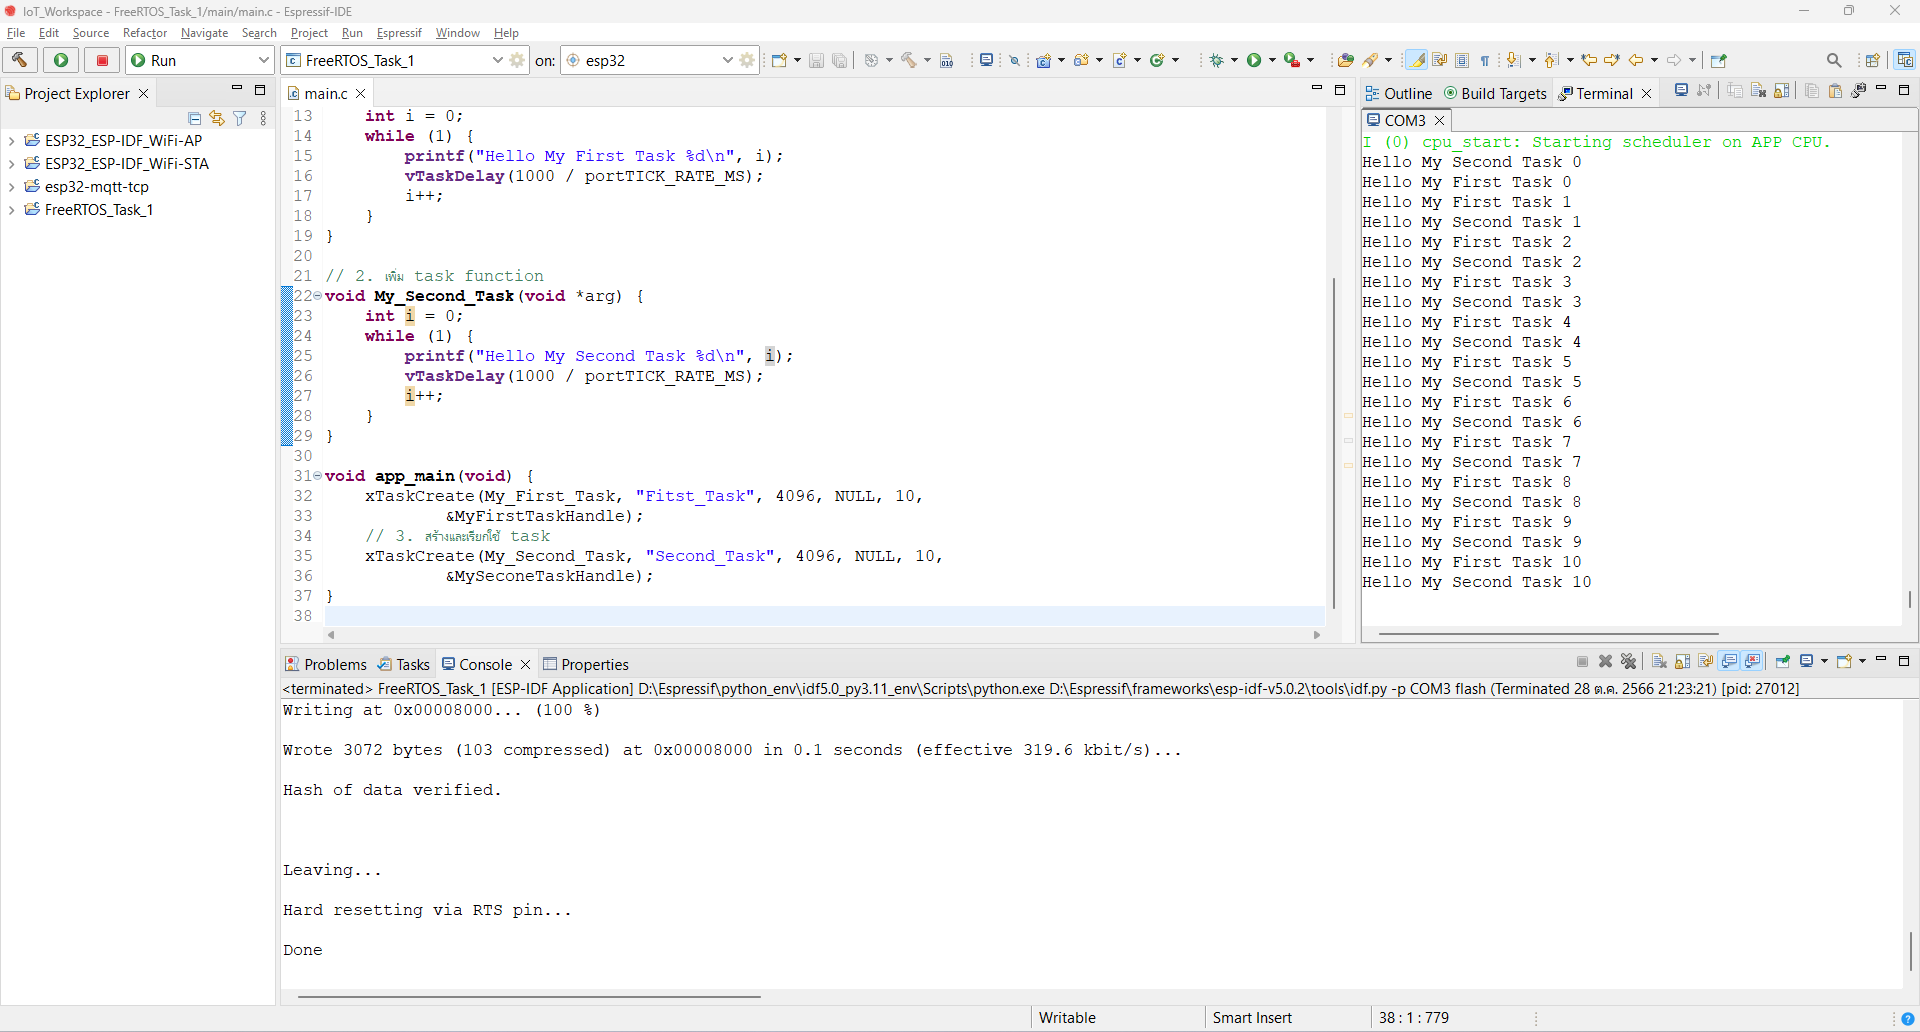 IoT_Workspace - FreeRTOS_Task_1/main/main.c - Espressif-IDE
File Edit Source Refactor Navigate Search Project Run Espressif Window Help
Run
FreeRTOS_Task_1
on:
esp32
Project Explorer
ESP32_ESP-IDF_WiFi-AP
ESP32_ESP-IDF_WiFi-STA
esp32-mqtt-tcp
FreeRTOS_Task_1
main.c
13 int i = 0;
14 while (1) {
15 printf("Hello My First Task %d\n", i);
16 vTaskDelay(1000 / portTICK_RATE_MS);
17 i++;
18 }
19 }
20
21 // 2. เพิ่ม task function
22 void My_Second_Task(void *arg) {
23 int i = 0;
24 while (1) {
25 printf("Hello My Second Task %d\n", i);
26 vTaskDelay(1000 / portTICK_RATE_MS);
27 i++;
28 }
29 }
30
31 void app_main(void) {
32 xTaskCreate(My_First_Task, "Fitst_Task", 4096, NULL, 10,
33 &MyFirstTaskHandle);
34 // 3. สร้างและเรียกใช้ task
35 xTaskCreate(My_Second_Task, "Second_Task", 4096, NULL, 10,
36 &MySeconeTaskHandle);
37 }
38
Outline Build Targets Terminal
COM3
I (0) cpu_start: Starting scheduler on APP CPU.
Hello My Second Task 0
Hello My First Task 0
Hello My First Task 1
Hello My Second Task 1
Hello My First Task 2
Hello My Second Task 2
Hello My First Task 3
Hello My Second Task 3
Hello My First Task 4
Hello My Second Task 4
Hello My First Task 5
Hello My Second Task 5
Hello My First Task 6
Hello My Second Task 6
Hello My First Task 7
Hello My Second Task 7
Hello My First Task 8
Hello My Second Task 8
Hello My First Task 9
Hello My Second Task 9
Hello My First Task 10
Hello My Second Task 10
Problems Tasks Console Properties
<terminated> FreeRTOS_Task_1 [ESP-IDF Application] D:\Espressif\python_env\idf5.0_py3.11_env\Scripts\python.exe D:\Espressif\frameworks\esp-idf-v5.0.2\tools\idf.py -p COM3 flash (Terminated 28 ต.ค. 2566 21:23:21) [pid: 27012]
Writing at 0x00008000... (100 %)
Wrote 3072 bytes (103 compressed) at 0x00008000 in 0.1 seconds (effective 319.6 kbit/s)...
Hash of data verified.
Leaving...
Hard resetting via RTS pin...
Done
Writable
Smart Insert
38 : 1 : 779